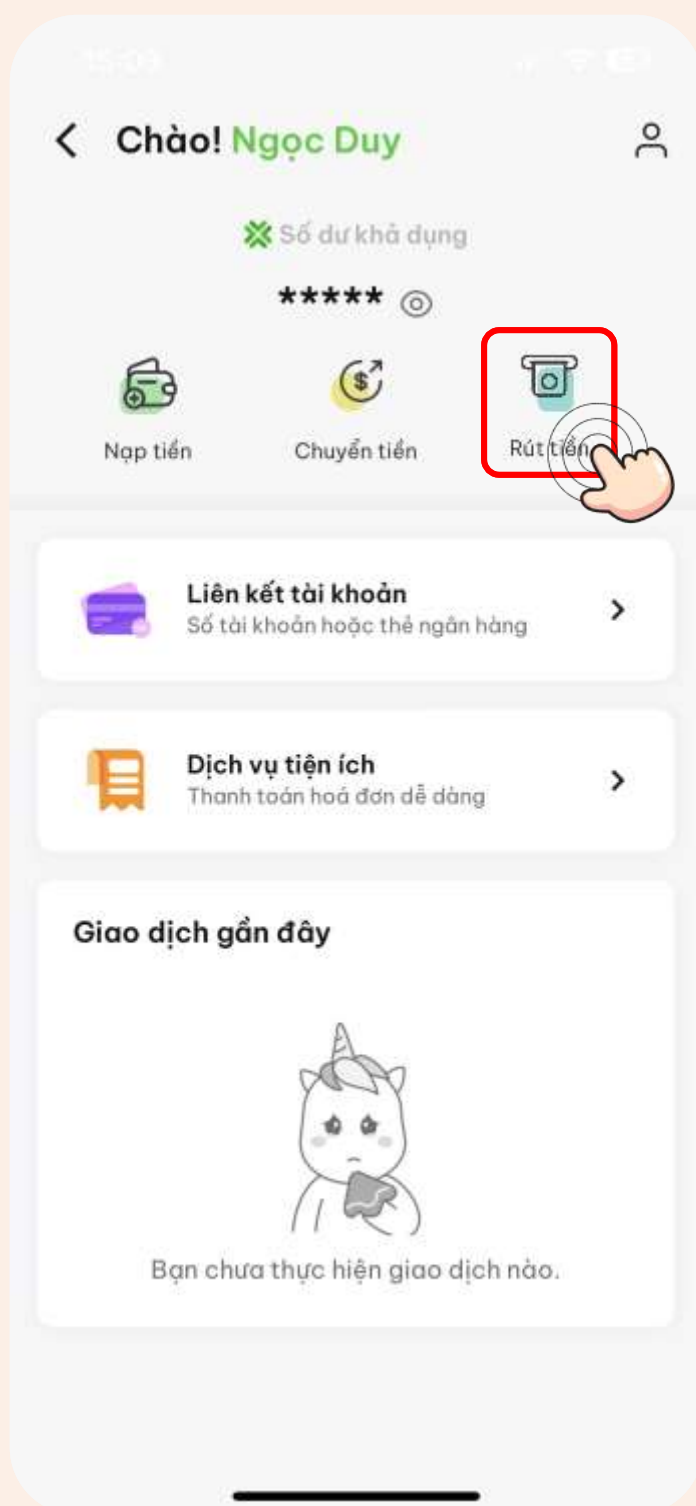 15:03
Chào! Ngọc Duy
Số dư khả dụng
*****
Nạp tiền
Chuyển tiền
Rút tiền
Liên kết tài khoản
Số tài khoản hoặc thẻ ngân hàng
Dịch vụ tiện ích
Thanh toán hoá đơn dễ dàng
Giao dịch gần đây
Bạn chưa thực hiện giao dịch nào.